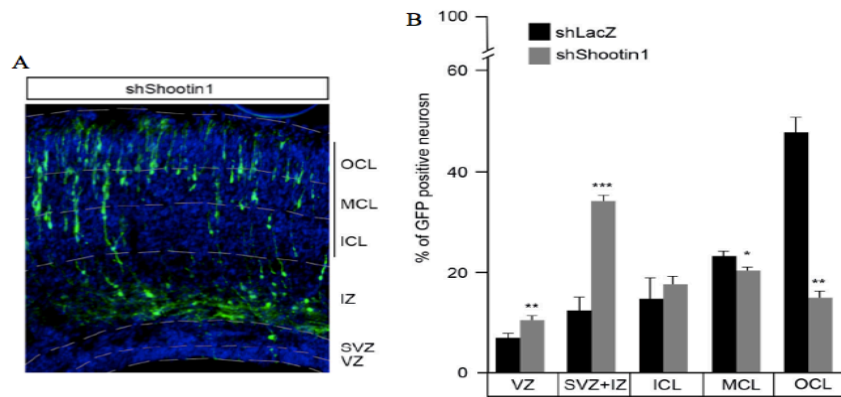 A
shShootin1
OCL
MCL
ICL
IZ
SVZ
VZ
B
shLacZ
shShootin1
% of GFP positive neurosn
100
60
40
20
0
**
***
*
**
VZ
SVZ+IZ
ICL
MCL
OCL